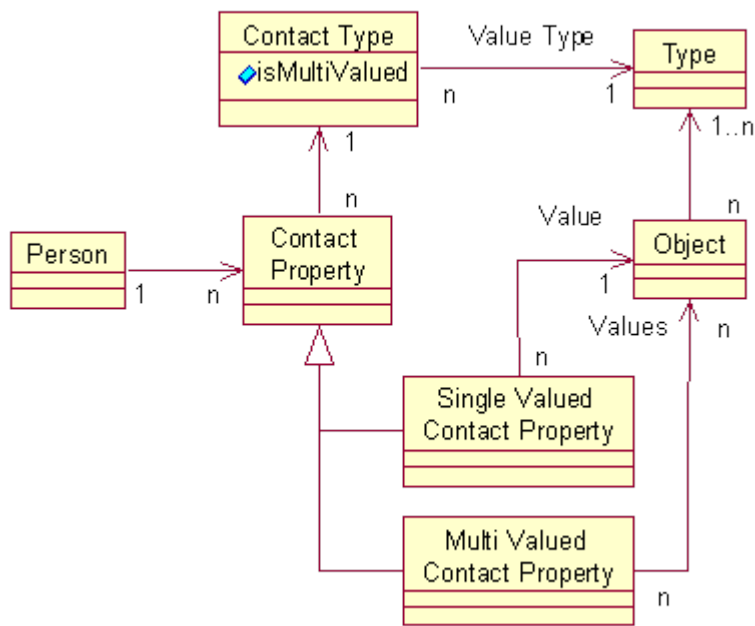 Contact Type
isMultiValued
Value Type
Type
n
1
1..n
1
n
n
Value
Person
Contact
Property
Object
1
n
1
Values
n
n
Single Valued
Contact Property
Multi Valued
Contact Property
n